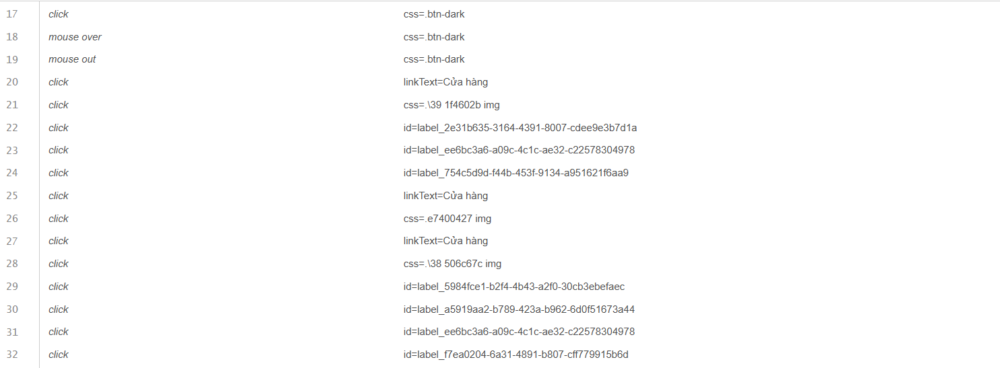 17 click css=.btn-dark
18 mouse over css=.btn-dark
19 mouse out css=.btn-dark
20 click linkText=Cửa hàng
21 click css=.\39 1f4602b img
22 click id=label_2e31b635-3164-4391-8007-cdee9e3b7d1a
23 click id=label_ee6bc3a6-a09c-4c1c-ae32-c22578304978
24 click id=label_754c5d9d-f44b-453f-9134-a951621f6aa9
25 click linkText=Cửa hàng
26 click css=.e7400427 img
27 click linkText=Cửa hàng
28 click css=.\38 506c67c img
29 click id=label_5984fce1-b2f4-4b43-a2f0-30cb3ebefaec
30 click id=label_a5919aa2-b789-423a-b962-6d0f51673a44
31 click id=label_ee6bc3a6-a09c-4c1c-ae32-c22578304978
32 click id=label_f7ea0204-6a31-4891-b807-cff779915b6d